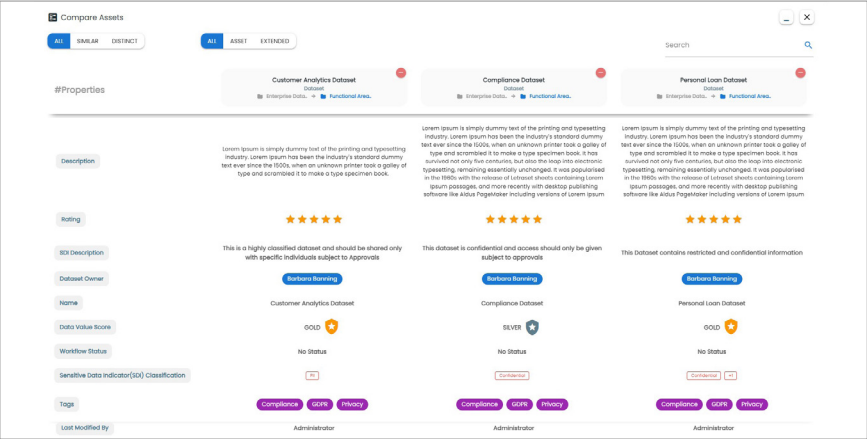 Compare Assets
ALL SIMILAR DISTINCT
ALL ASSET EXTENDED
Search
#Properties
Customer Analytics Dataset
Dataset
Enterprise Data.. → Functional Area..
Compliance Dataset
Dataset
Enterprise Data.. → Functional Area..
Personal Loan Dataset
Dataset
Enterprise Data.. → Functional Area..
Description
Lorem Ipsum is simply dummy text of the printing and typesetting
industry. Lorem Ipsum has been the industry's standard dummy
text ever since the 1500s, when an unknown printer took a galley of
type and scrambled it to make a type specimen book.
Lorem Ipsum is simply dummy text of the printing and typesetting
industry. Lorem Ipsum has been the industry's standard dummy
text ever since the 1500s, when an unknown printer took a galley of
type and scrambled it to make a type specimen book. It has
survived not only five centuries, but also the leap into electronic
typesetting, remaining essentially unchanged. It was popularised
in the 1960s with the release of Letraset sheets containing Lorem
Ipsum passages, and more recently with desktop publishing
software like Aldus PageMaker including versions of Lorem Ipsum
Lorem Ipsum is simply dummy text of the printing and typesetting
industry. Lorem Ipsum has been the industry's standard dummy
text ever since the 1500s, when an unknown printer took a galley of
type and scrambled it to make a type specimen book. It has
survived not only five centuries, but also the leap into electronic
typesetting, remaining essentially unchanged. It was popularised
in the 1960s with the release of Letraset sheets containing Lorem
Ipsum passages, and more recently with desktop publishing
software like Aldus PageMaker including versions of Lorem Ipsum
Rating
SDI Description
This is a highly classified dataset and should be shared only
with specific individuals subject to Approvals
This dataset is confidential and access should only be given
subject to approvals
This Dataset contains restricted and confidential information
Dataset Owner
Barbara Banning
Barbara Banning
Barbara Banning
Name
Customer Analytics Dataset
Compliance Dataset
Personal Loan Dataset
Data Value Score
GOLD
SILVER
GOLD
Workflow Status
No Status
No Status
No Status
Sensitive Data Indicator(SDI) Classification
PII
Confidential
Confidential +1
Tags
Compliance GDPR Privacy
Compliance GDPR Privacy
Compliance GDPR Privacy
Last Modified By
Administrator
Administrator
Administrator